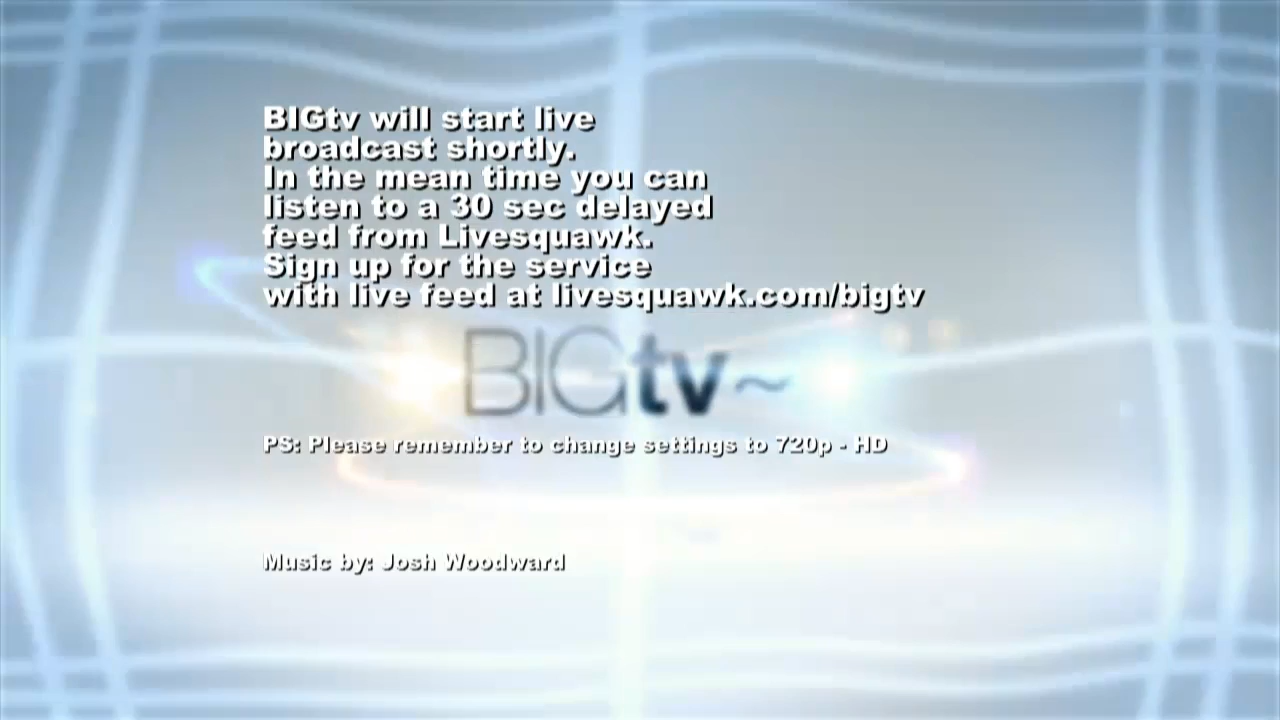 BIGtv will start live
broadcast shortly.
In the mean time you can
listen to a 30 sec delayed
feed from Livesquawk.
Sign up for the service
with live feed at livesquawk.com/bigtv
BIGtv~
PS: Please remember to change settings to 720p - HD
Music by: Josh Woodward